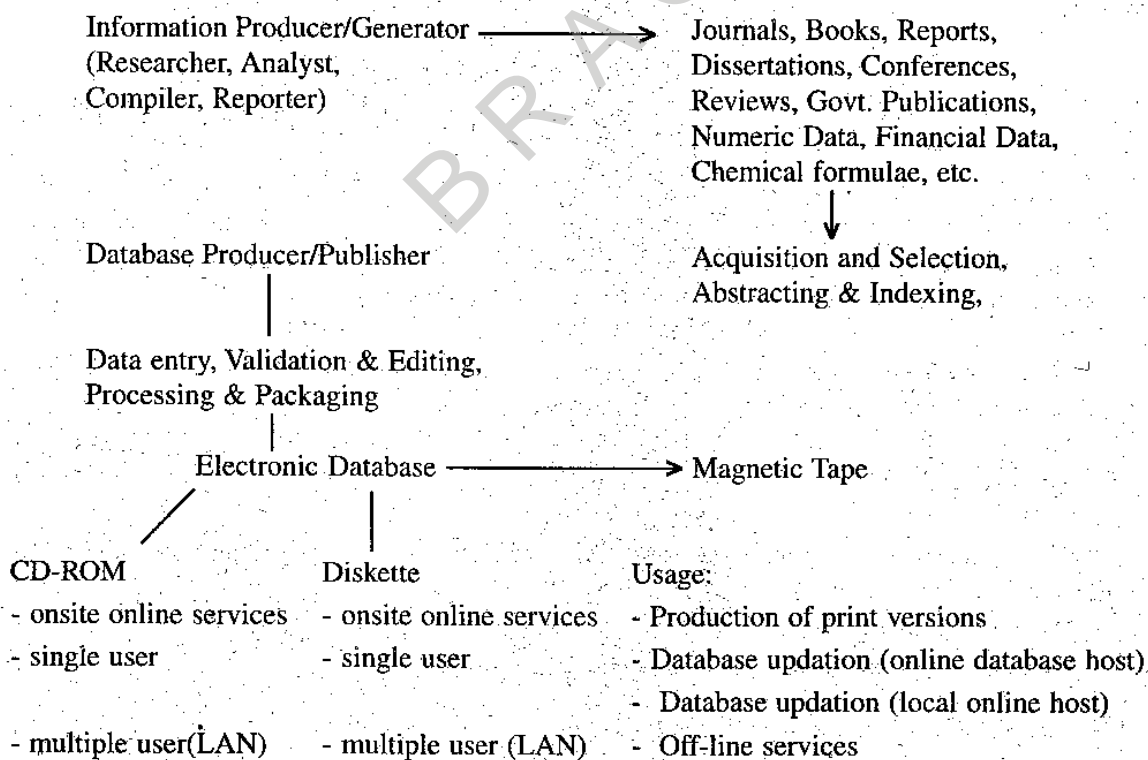 Information Producer/Generator
(Researcher, Analyst,
Compiler, Reporter)
Journals, Books, Reports,
Dissertations, Conferences,
Reviews, Govt. Publications,
Numeric Data, Financial Data,
Chemical formulae, etc.
Database Producer/Publisher
Acquisition and Selection,
Abstracting & Indexing,
Data entry, Validation & Editing,
Processing & Packaging
Electronic Database
Magnetic Tape
CD-ROM
- onsite online services
- single user
- multiple user(LAN)
Diskette
- onsite online services
- single user
- multiple user (LAN)
Usage:
- Production of print versions
- Database updation (online database host)
- Database updation (local online host)
- Off-line services
B R A